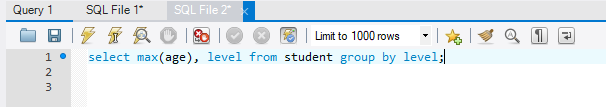 Query 1 SQL File 1* SQL File 2*
Limit to 1000 rows
1 select max(age), level from student group by level;
2
3